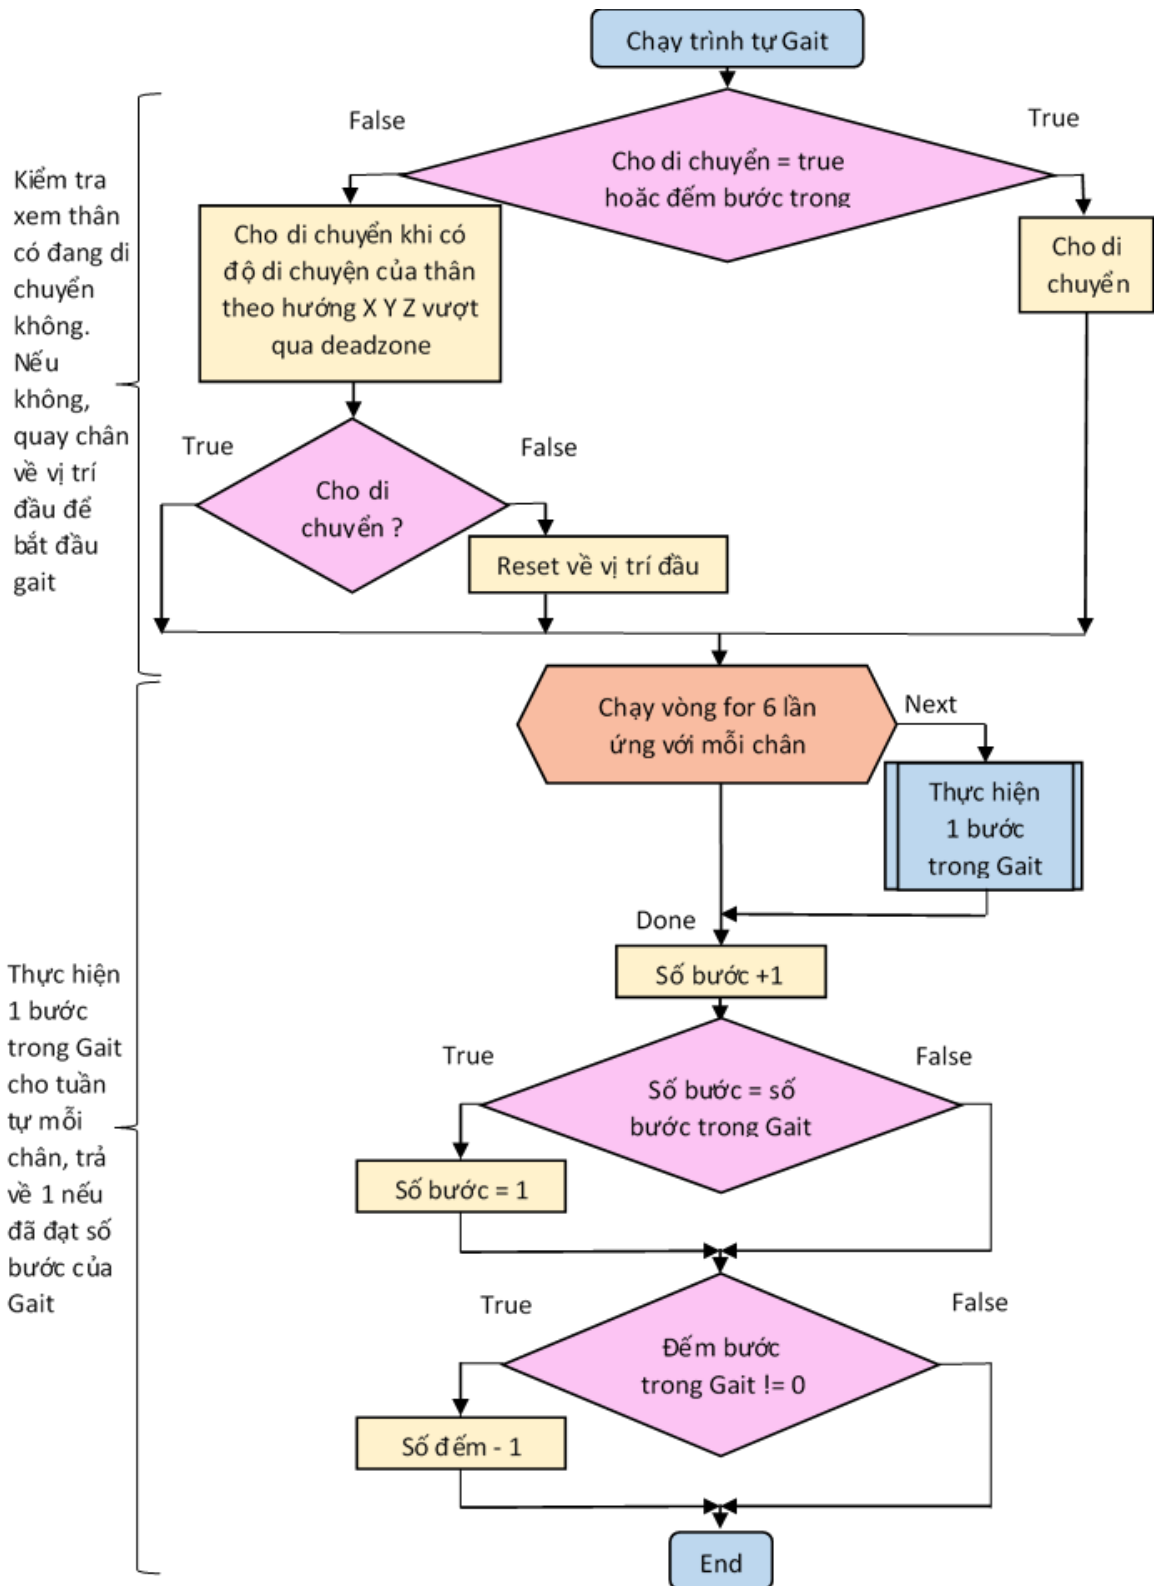 Chạy trình tự Gait
False
True
Cho di chuyển = true
hoặc đếm bước trong
Kiểm tra
xem thân
có đang di
chuyển
không.
Nếu
không,
quay chân
về vị trí
đầu để
bắt đầu
gait
Cho di chuyển khi có
độ di chuyện của thân
theo hướng X Y Z vượt
qua deadzone
Cho di
chuyển
True
False
Cho di
chuyển ?
Reset về vị trí đầu
Chạy vòng for 6 lần
ứng với mỗi chân
Next
Thực hiện
1 bước
trong Gait
Done
Số bước +1
Thực hiện
1 bước
trong Gait
cho tuần
tự mỗi
chân, trả
về 1 nếu
đã đạt số
bước của
Gait
True
False
Số bước = số
bước trong Gait
Số bước = 1
True
False
Đếm bước
trong Gait != 0
Số đếm - 1
End